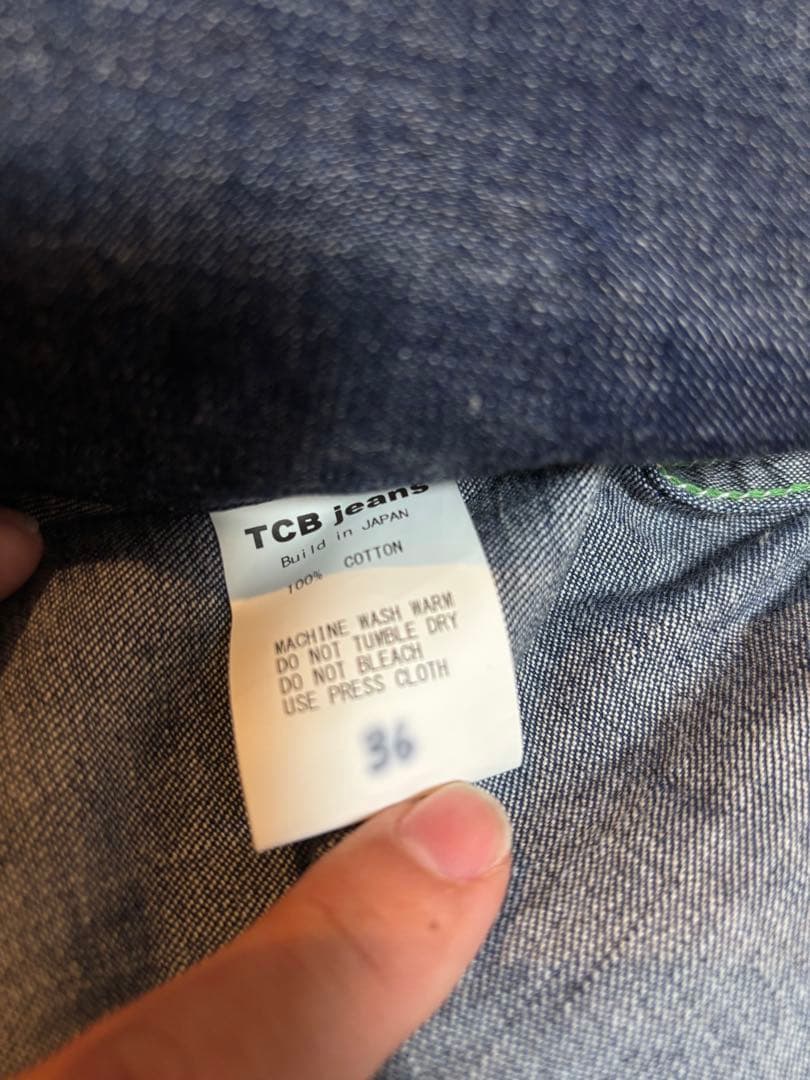 TCB jeans
Build in JAPAN
100% COTTON
MACHINE WASH WARM
DO NOT TUMBLE DRY
DO NOT BLEACH
USE PRESS CLOTH
36